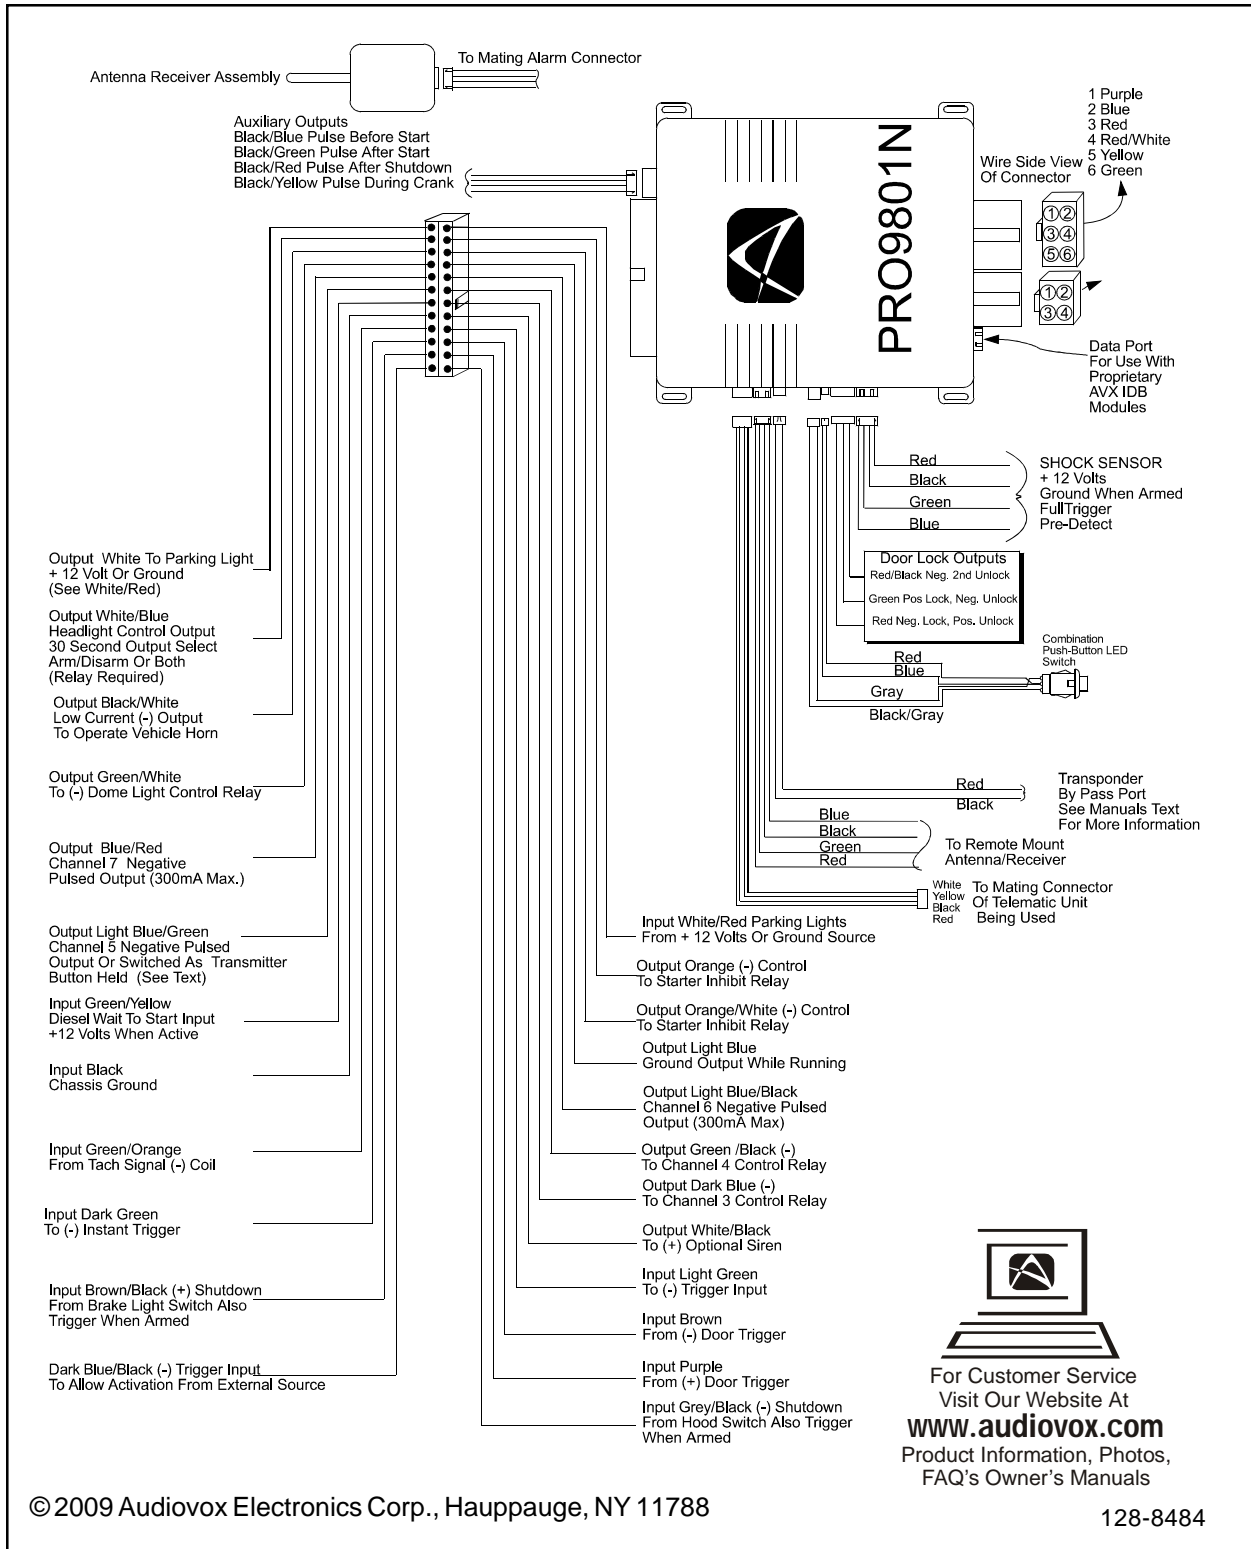 Antenna Receiver Assembly
To Mating Alarm Connector
Auxiliary Outputs
Black/Blue Pulse Before Start
Black/Green Pulse After Start
Black/Red Pulse After Shutdown
Black/Yellow Pulse During Crank
PRO9801N
1 Purple
2 Blue
3 Red
4 Red/White
5 Yellow
6 Green
Wire Side View
Of Connector
1 2
3 4
5 6
1 2
3 4
Data Port
For Use With
Proprietary
AVX IDB
Modules
Red
Black
Green
Blue
SHOCK SENSOR
+ 12 Volts
Ground When Armed
FullTrigger
Pre-Detect
Door Lock Outputs
Red/Black Neg. 2nd Unlock
Green Pos Lock, Neg. Unlock
Red Neg. Lock, Pos. Unlock
Combination
Push-Button LED
Switch
Red
Blue
Gray
Black/Gray
Red
Black
Transponder
By Pass Port
See Manuals Text
For More Information
Blue
Black
Green
Red
To Remote Mount
Antenna/Receiver
White
Yellow
Black
Red
To Mating Connector
Of Telematic Unit
Being Used
Output White To Parking Light
+ 12 Volt Or Ground
(See White/Red)
Output White/Blue
Headlight Control Output
30 Second Output Select
Arm/Disarm Or Both
(Relay Required)
Output Black/White
Low Current (-) Output
To Operate Vehicle Horn
Output Green/White
To (-) Dome Light Control Relay
Output Blue/Red
Channel 7 Negative
Pulsed Output (300mA Max.)
Output Light Blue/Green
Channel 5 Negative Pulsed
Output Or Switched As Transmitter
Button Held (See Text)
Input Green/Yellow
Diesel Wait To Start Input
+12 Volts When Active
Input Black
Chassis Ground
Input Green/Orange
From Tach Signal (-) Coil
Input Dark Green
To (-) Instant Trigger
Input Brown/Black (+) Shutdown
From Brake Light Switch Also
Trigger When Armed
Dark Blue/Black (-) Trigger Input
To Allow Activation From External Source
Input White/Red Parking Lights
From + 12 Volts Or Ground Source
Output Orange (-) Control
To Starter Inhibit Relay
Output Orange/White (-) Control
To Starter Inhibit Relay
Output Light Blue
Ground Output While Running
Output Light Blue/Black
Channel 6 Negative Pulsed
Output (300mA Max)
Output Green /Black (-)
To Channel 4 Control Relay
Output Dark Blue (-)
To Channel 3 Control Relay
Output White/Black
To (+) Optional Siren
Input Light Green
To (-) Trigger Input
Input Brown
From (-) Door Trigger
Input Purple
From (+) Door Trigger
Input Grey/Black (-) Shutdown
From Hood Switch Also Trigger
When Armed
For Customer Service
Visit Our Website At
www.audiovox.com
Product Information, Photos,
FAQ's Owner's Manuals
© 2009 Audiovox Electronics Corp., Hauppauge, NY 11788
128-8484